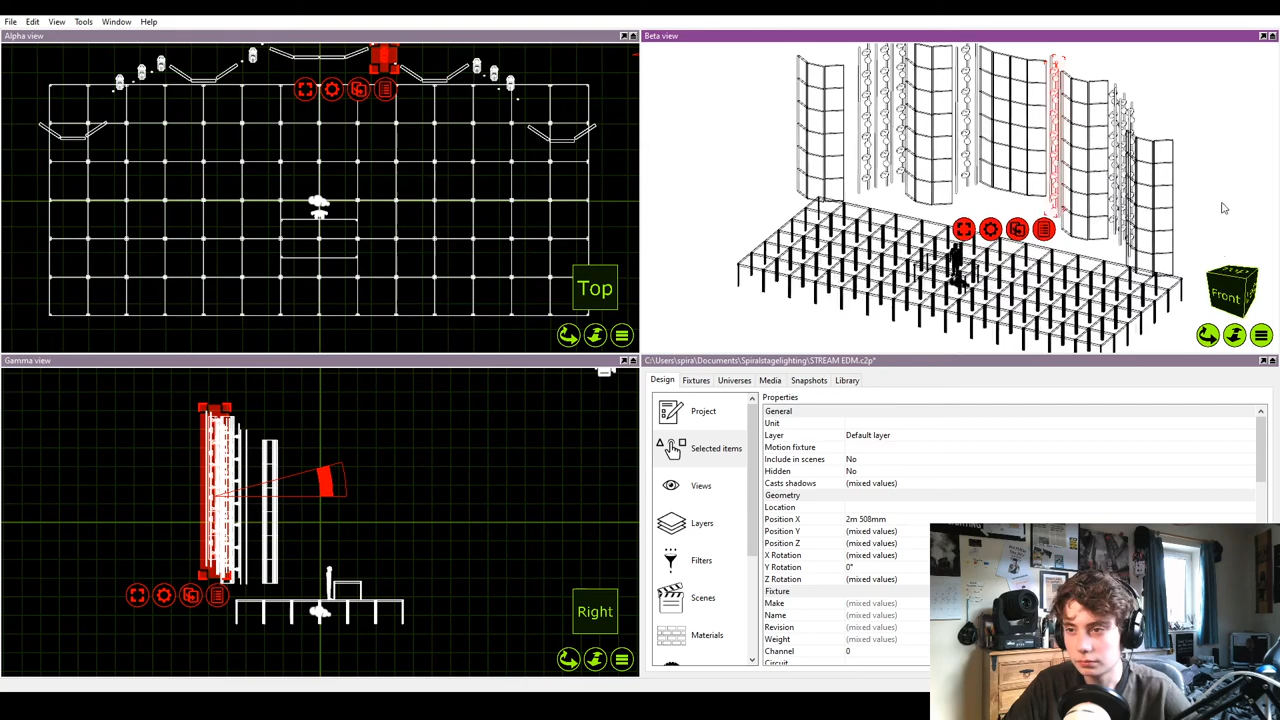 File Edit View Tools Window Help
Alpha view
Beta view
Top
Front
Gamma view
C:\Users\spira\Documents\Spiralstagelighting\STREAM EDM.c2p*
Design Fixtures Universes Media Snapshots Library
Project
Selected items
Views
Layers
Filters
Scenes
Materials
Properties
General
Unit
Layer Default layer
Motion fixture
Include in scenes No
Hidden No
Casts shadows (mixed values)
Geometry
Location
Position X 2m 508mm
Position Y (mixed values)
Position Z (mixed values)
X Rotation (mixed values)
Y Rotation 0°
Z Rotation (mixed values)
Fixture
Make (mixed values)
Name (mixed values)
Revision (mixed values)
Weight (mixed values)
Channel 0
Circuit
Right